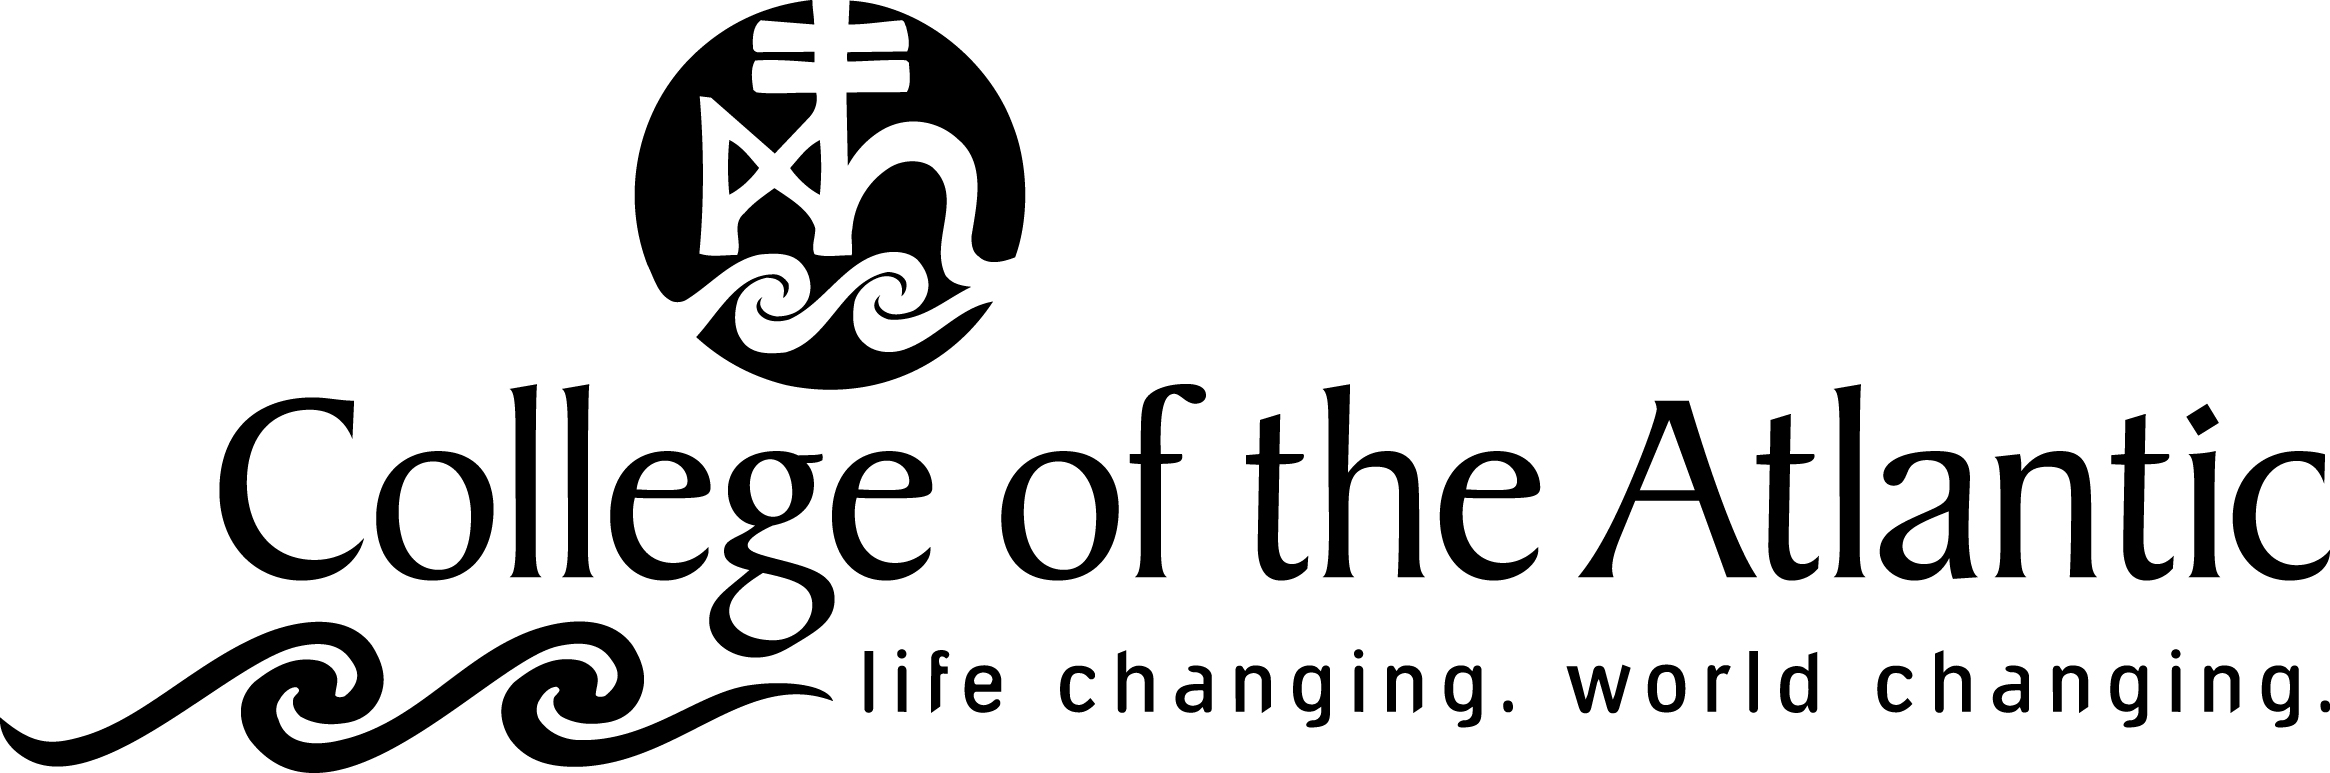 College of the Atlantic
life changing. world changing.